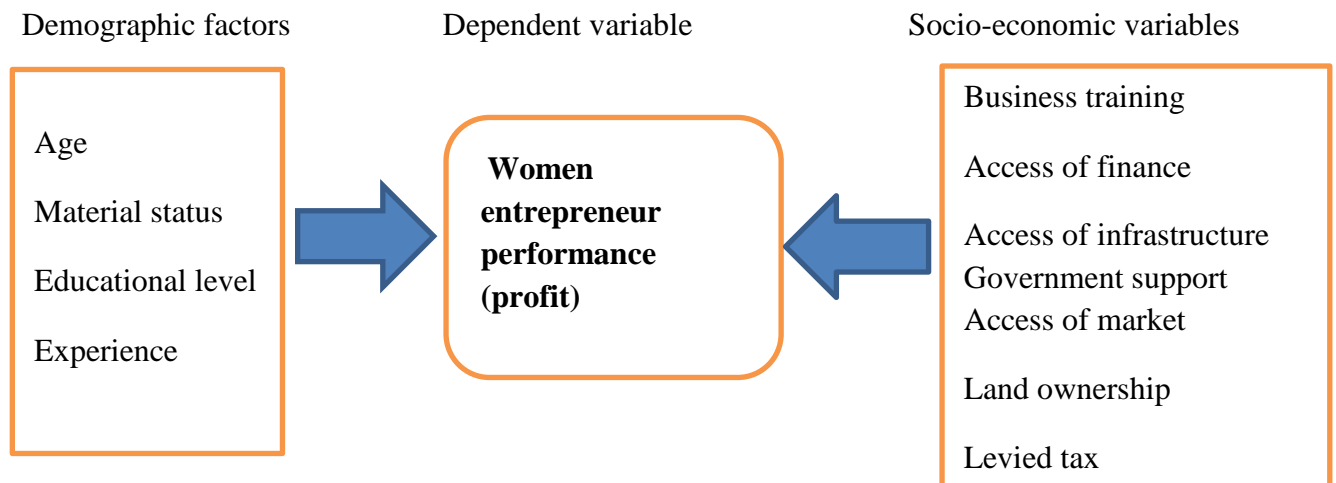 Demographic factors
Dependent variable
Socio-economic variables
Age
Material status
Educational level
Experience
Women
entrepreneur
performance
(profit)
Business training
Access of finance
Access of infrastructure
Government support
Access of market
Land ownership
Levied tax